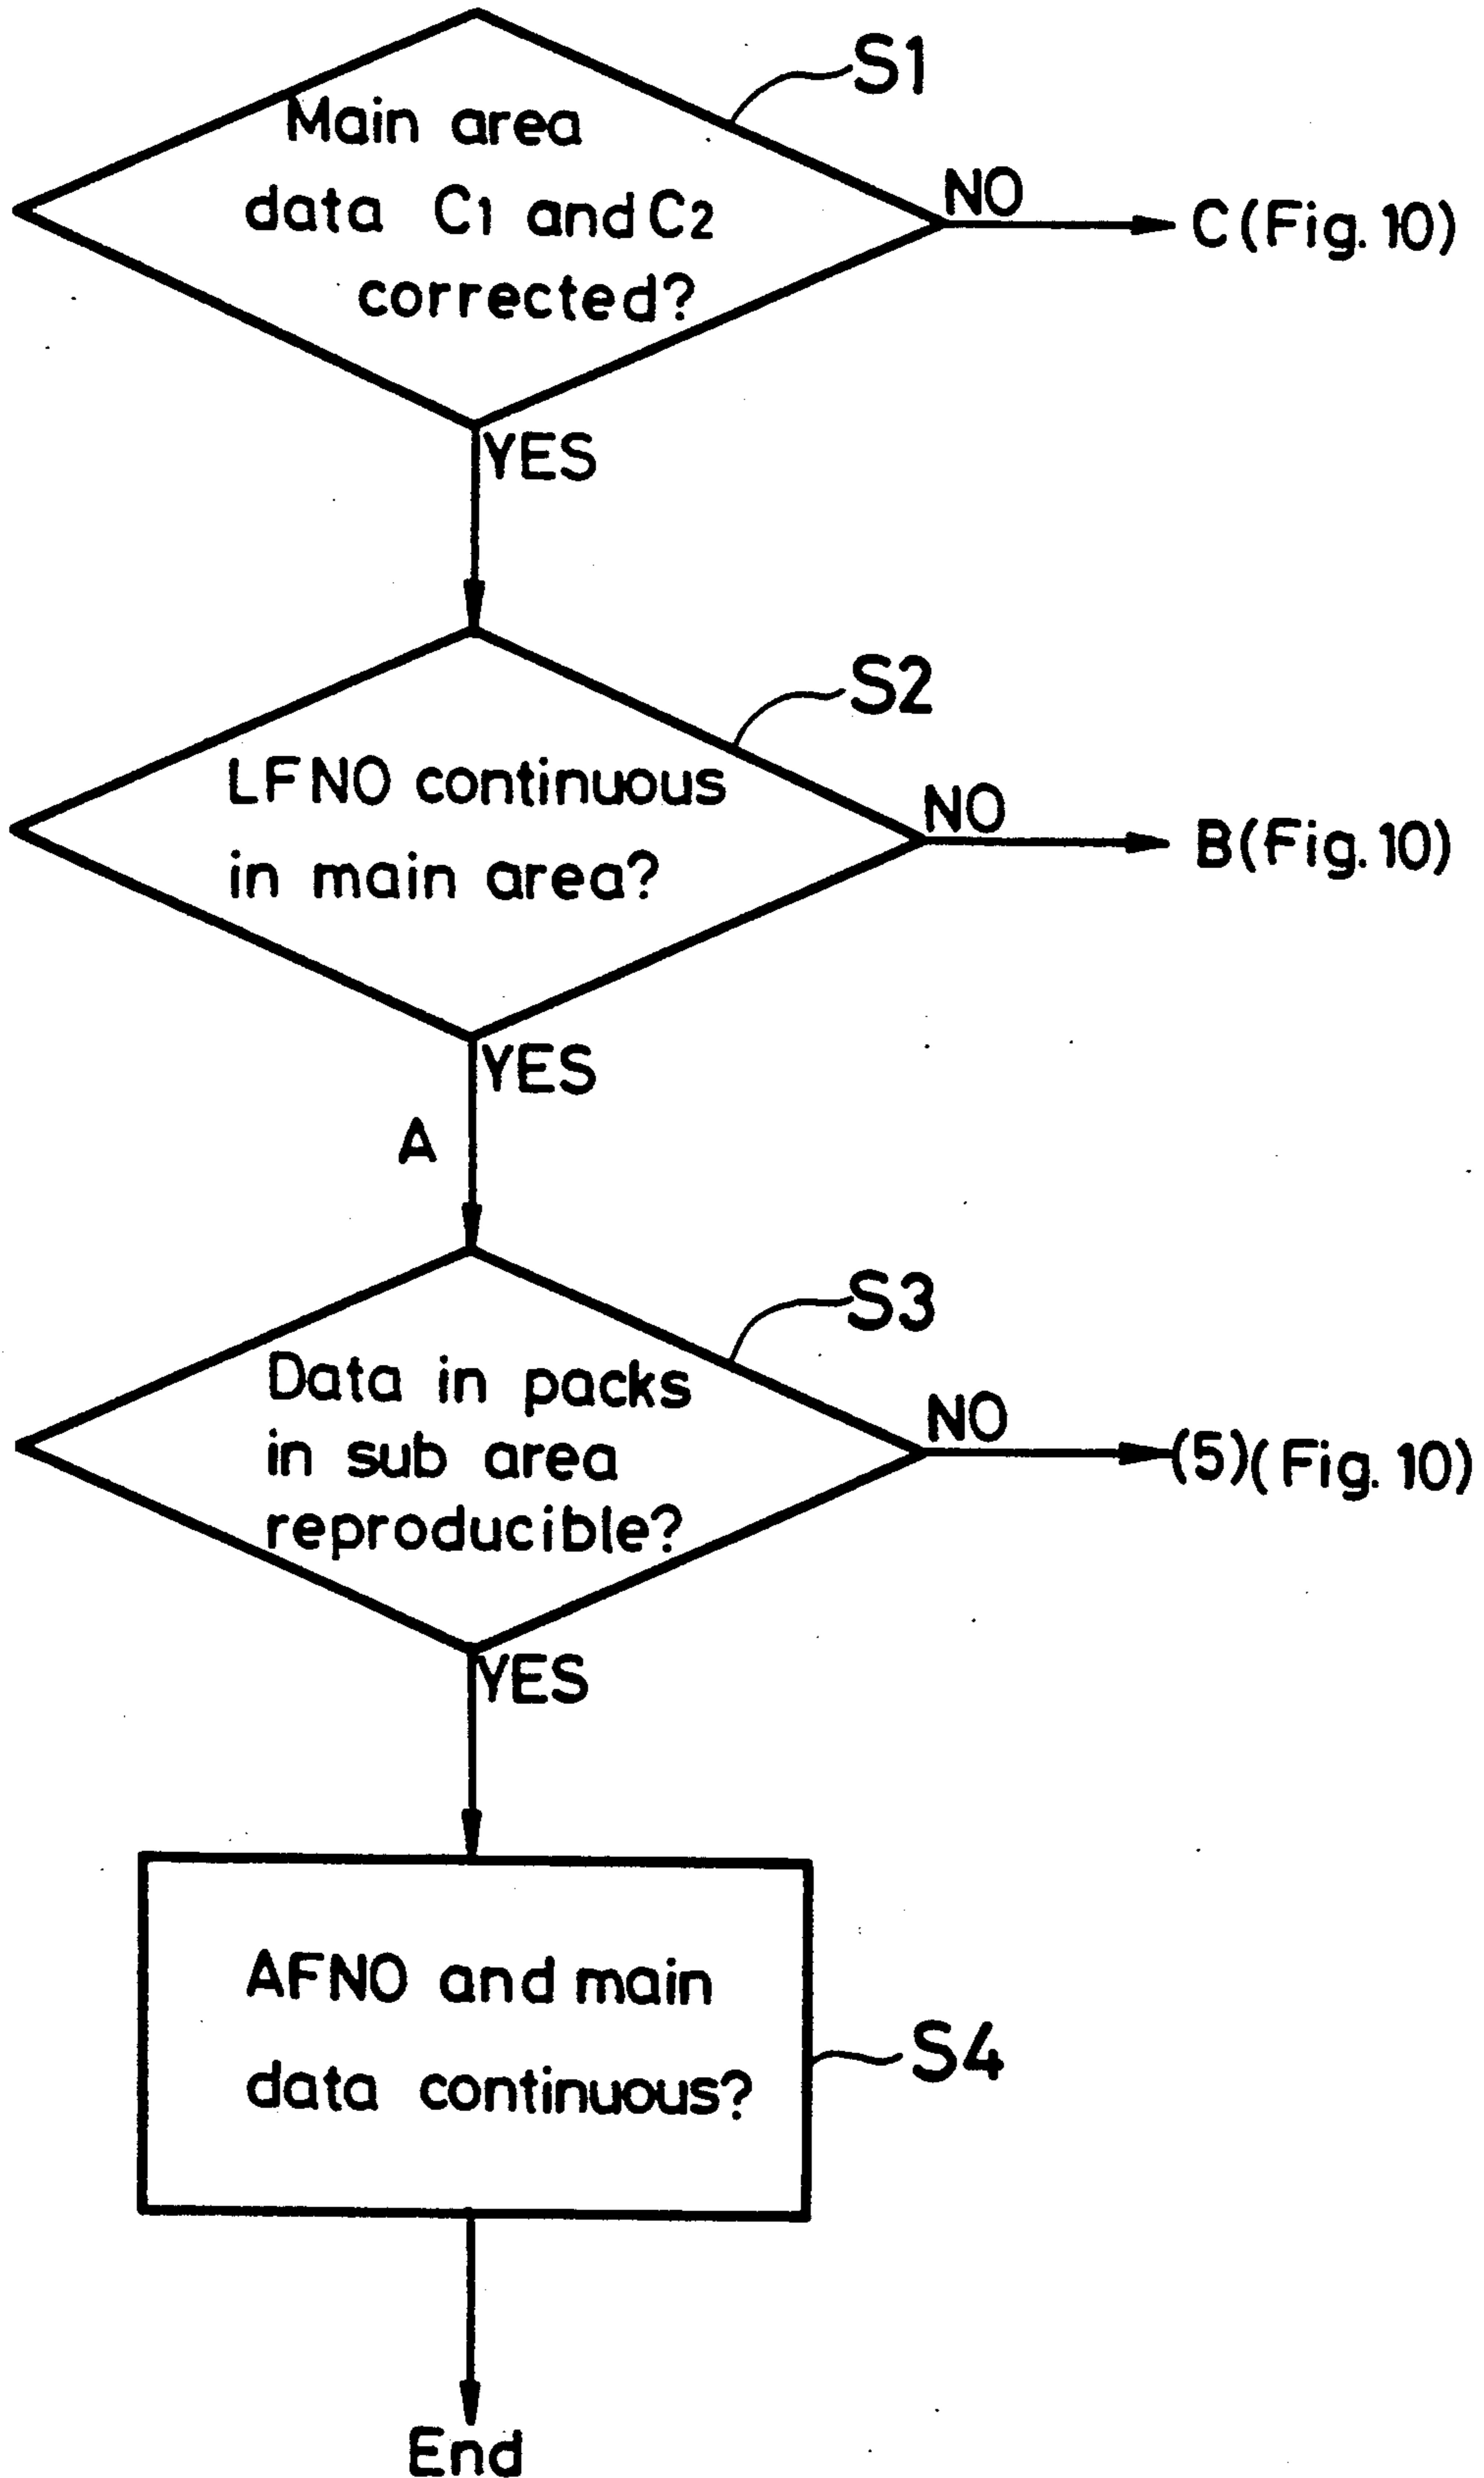 S1
Main area
data C1 and C2
corrected?
NO
C(Fig. 10)
YES
S2
LFNO continuous
in main area?
NO
B(Fig. 10)
YES
A
S3
Data in packs
in sub area
reproducible?
NO
(5)(Fig. 10)
YES
AFNO and main
data continuous?
S4
End